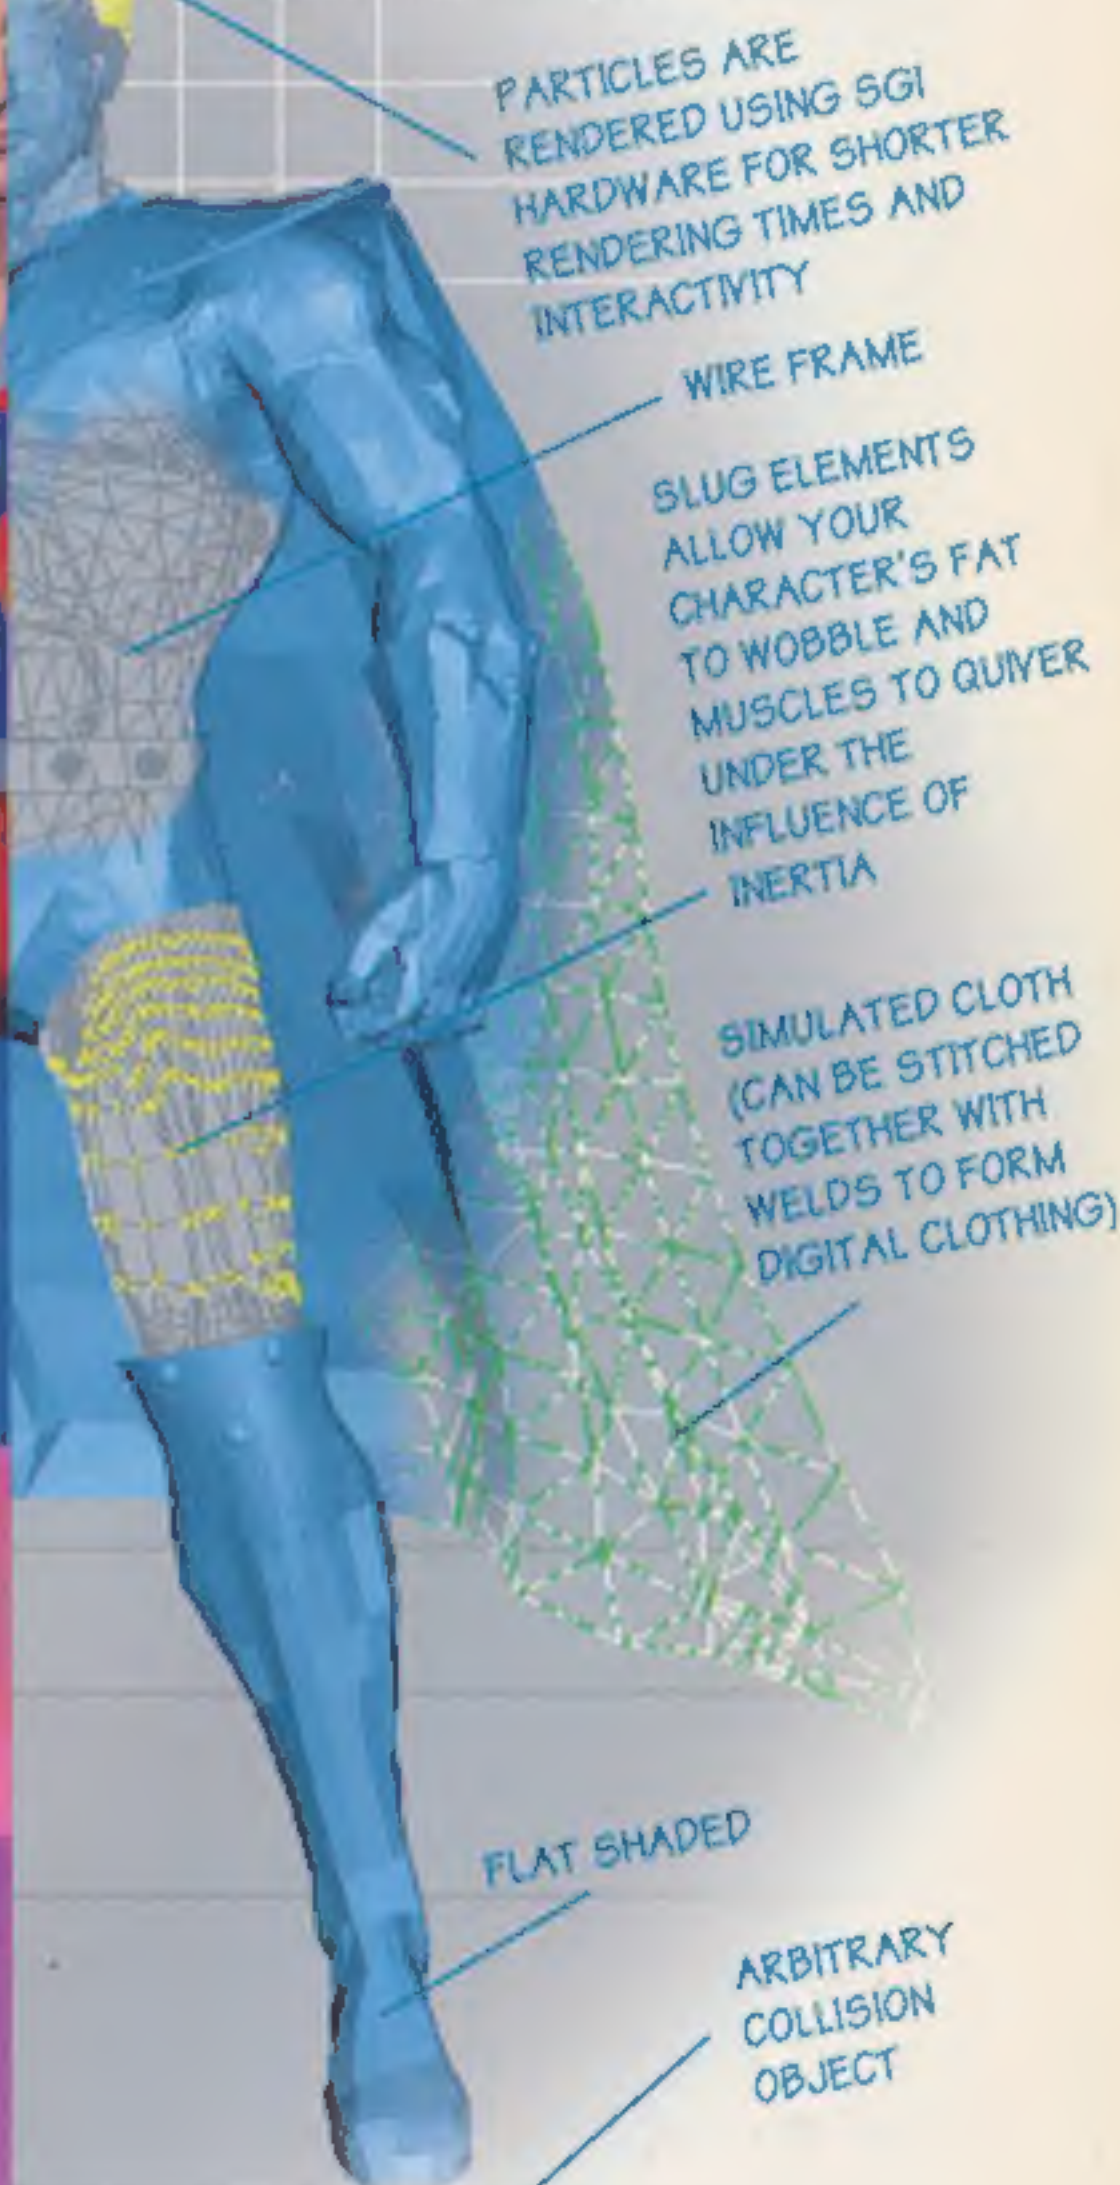 PARTICLES ARE
RENDERED USING SGI
HARDWARE FOR SHORTER
RENDERING TIMES AND
INTERACTIVITY
WIRE FRAME
SLUG ELEMENTS
ALLOW YOUR
CHARACTER'S FAT
TO WOBBLE AND
MUSCLES TO QUIVER
UNDER THE
INFLUENCE OF
INERTIA
SIMULATED CLOTH
(CAN BE STITCHED
TOGETHER WITH
WELDS TO FORM
DIGITAL CLOTHING)
FLAT SHADED
ARBITRARY
COLLISION
OBJECT